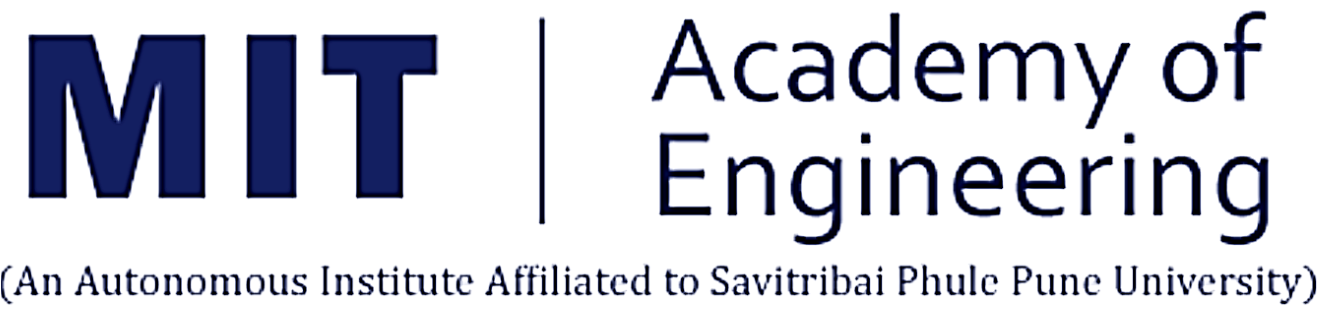 MIT
Academy of
Engineering
(An Autonomous Institute Affiliated to Savitribai Phule Pune University)